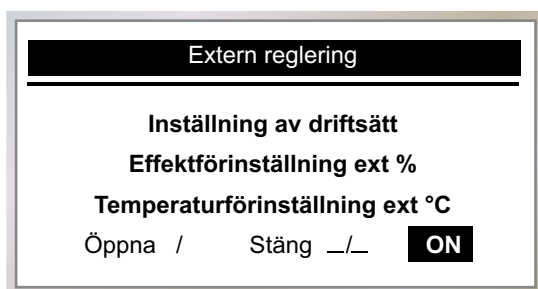 Extern reglering
Inställning av driftsätt
Effektförinställning ext %
Temperaturförinställning ext °C
Öppna / Stäng _/_ ON